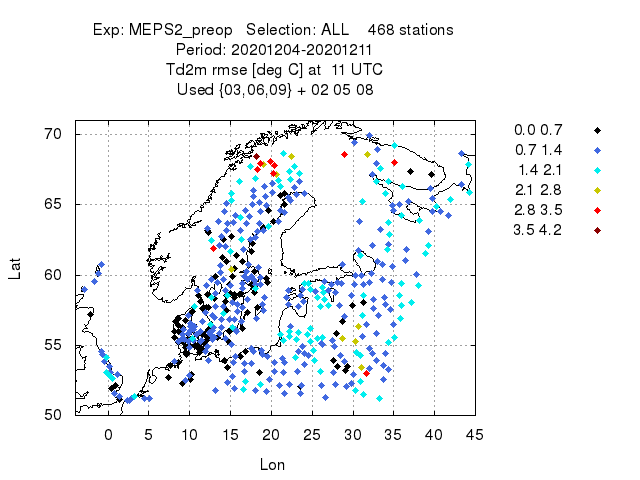 Exp: MEPS2_preop Selection: ALL 468 stations
Period: 20201204-20201211
Td2m rmse [deg C] at 11 UTC
Used {03,06,09} + 02 05 08
0.0 0.7
0.7 1.4
1.4 2.1
2.1 2.8
2.8 3.5
3.5 4.2
70
65
60
55
50
Lat
0 5 10 15 20 25 30 35 40 45
Lon